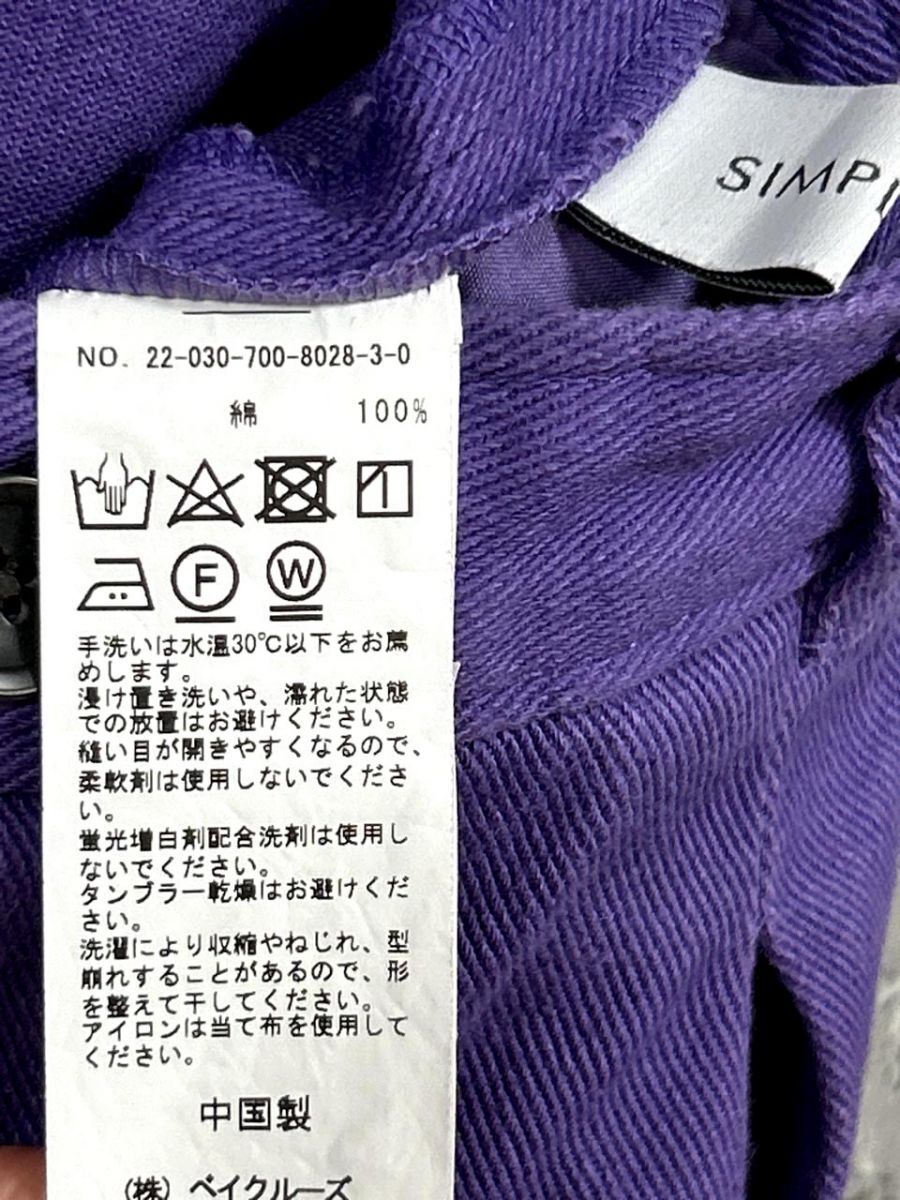 SIMPL
NO. 22-030-700-8028-3-0
綿 100%
F
W
手洗いは水温30℃以下をお薦
めします。
浸け置き洗いや、濡れた状態
での放置はお避けください。
縫い目が開きやすくなるので、
柔軟剤は使用しないでくださ
い。
蛍光増白剤配合洗剤は使用し
ないでください。
タンブラー乾燥はお避けくだ
さい。
洗濯により収縮やねじれ、型
崩れすることがあるので、形
を整えて干してください。
アイロンは当て布を使用して
ください。
中国製
(株) ベイクルーズ